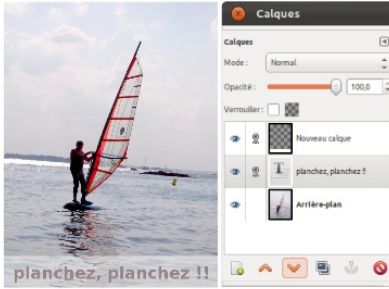 planchez, planchez !!
Calques
Calques
Mode : Normal
Opacité : 100,0
Verrouiller :
Nouveau calque
T planchez, planchez !!
Arrière-plan